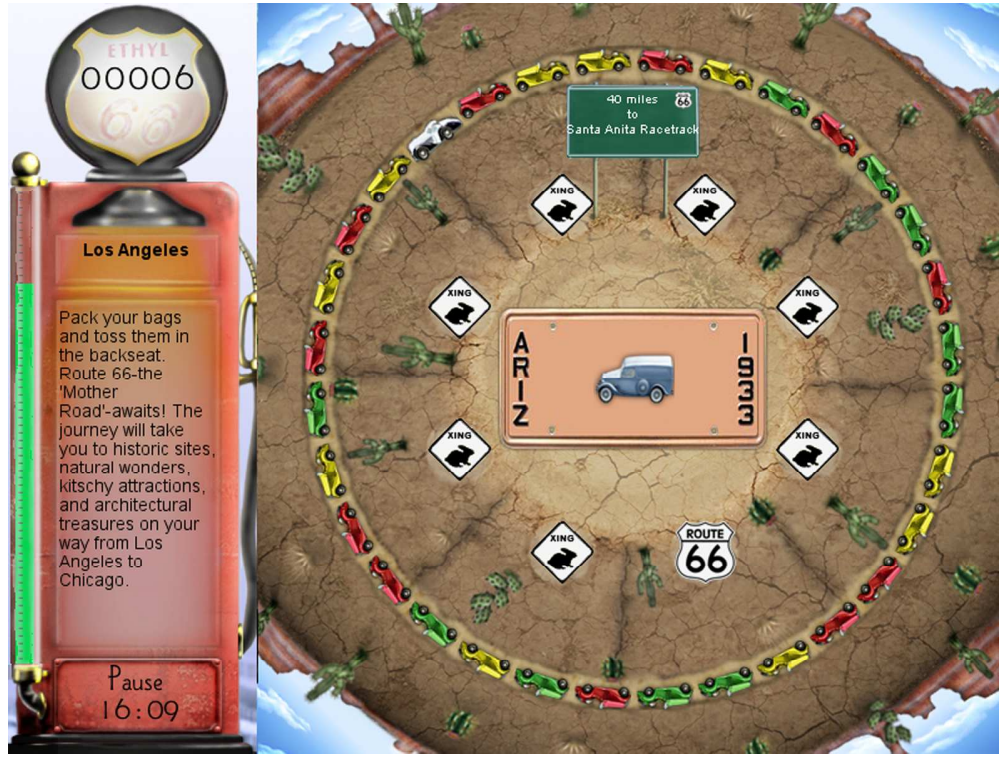 ETHYL
00006
66
Los Angeles
Pack your bags
and toss them in
the backseat.
Route 66-the
'Mother
Road'-awaits! The
journey will take
you to historic sites,
natural wonders,
kitschy attractions,
and architectural
treasures on your
way from Los
Angeles to
Chicago.
Pause
16:09
40 miles
66
to
Santa Anita Racetrack
XING
XING
XING
XING
ARIZ
1933
XING
XING
XING
ROUTE
66